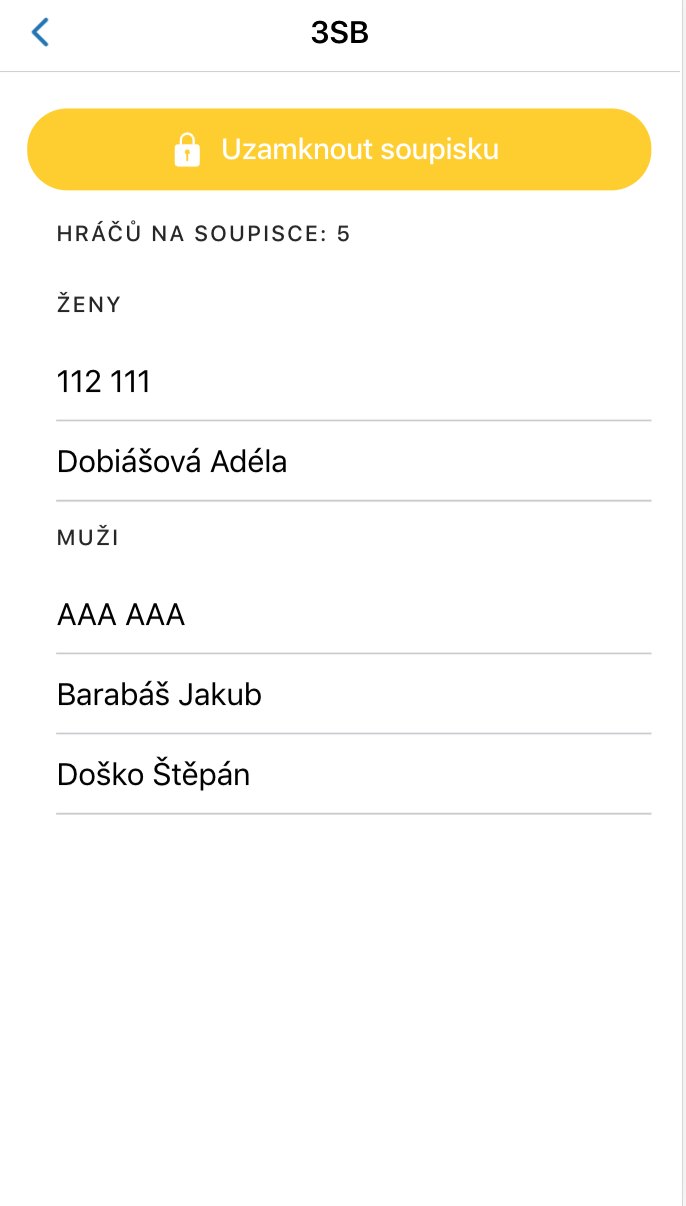 3SB
Uzamknout soupisku
HRÁČŮ NA SOUPISCE: 5
ŽENY
112 111
Dobiášová Adéla
MUŽI
AAA AAA
Barabáš Jakub
Doško Štěpán